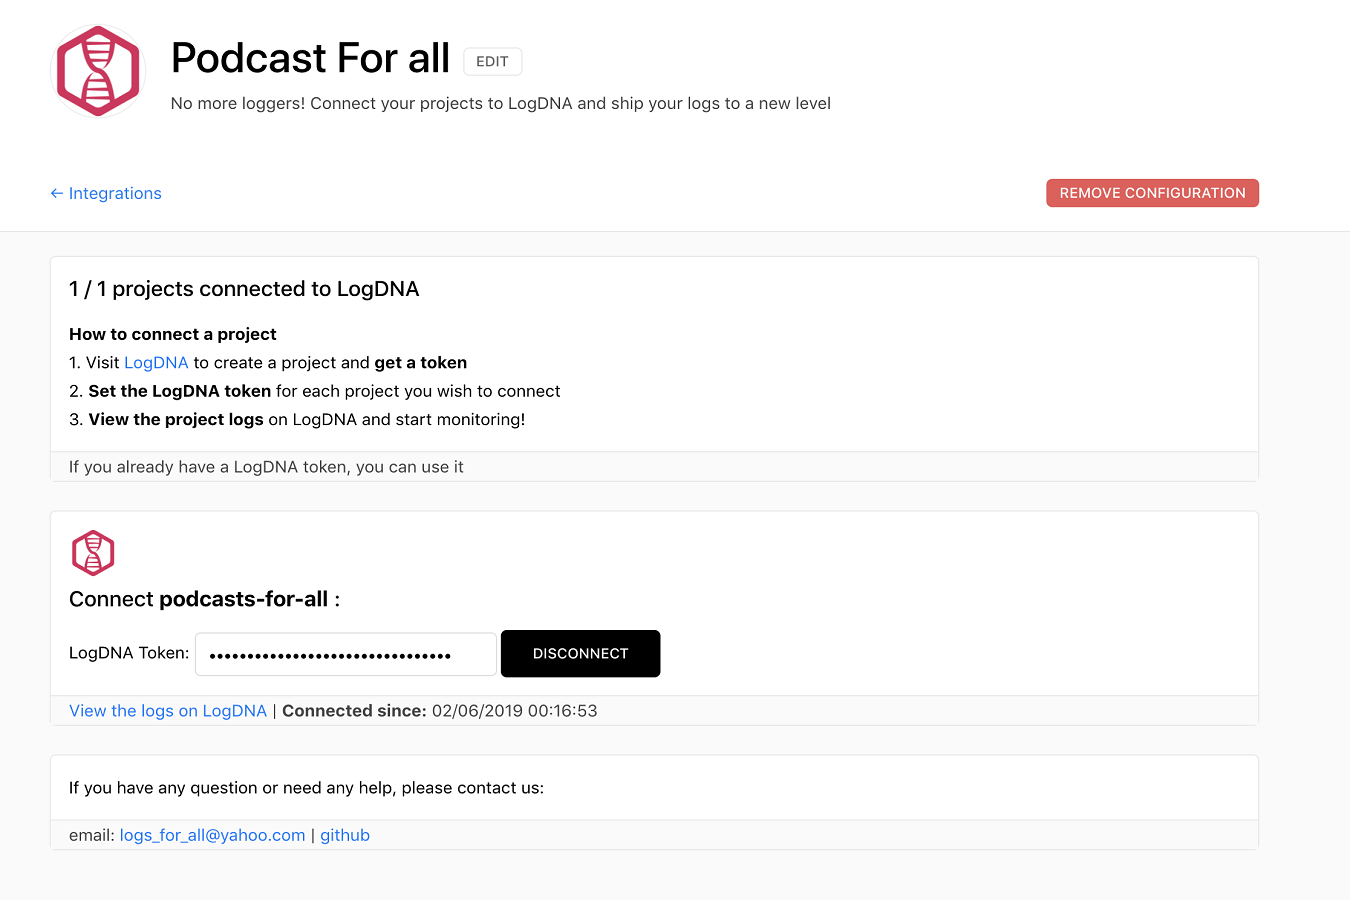 Podcast For all
EDIT
No more loggers! Connect your projects to LogDNA and ship your logs to a new level
← Integrations
REMOVE CONFIGURATION
1 / 1 projects connected to LogDNA
How to connect a project
1. Visit LogDNA to create a project and get a token
2. Set the LogDNA token for each project you wish to connect
3. View the project logs on LogDNA and start monitoring!
If you already have a LogDNA token, you can use it
Connect podcasts-for-all :
LogDNA Token: ••••••••••••••••••••••••••••••••
DISCONNECT
View the logs on LogDNA | Connected since: 02/06/2019 00:16:53
If you have any question or need any help, please contact us:
email: logs_for_all@yahoo.com | github